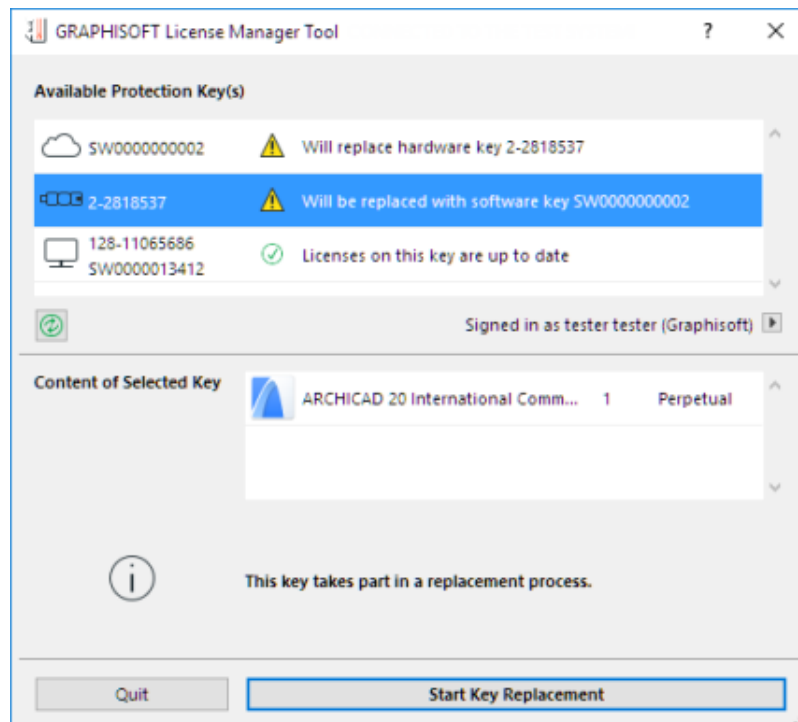 GRAPHISOFT License Manager Tool
?
Available Protection Key(s)
SW0000000002 Will replace hardware key 2-2818537
2-2818537 Will be replaced with software key SW0000000002
128-11065686
SW0000013412
Licenses on this key are up to date
Signed in as tester tester (Graphisoft)
Content of Selected Key
ARCHICAD 20 International Comm... 1 Perpetual
This key takes part in a replacement process.
Quit
Start Key Replacement